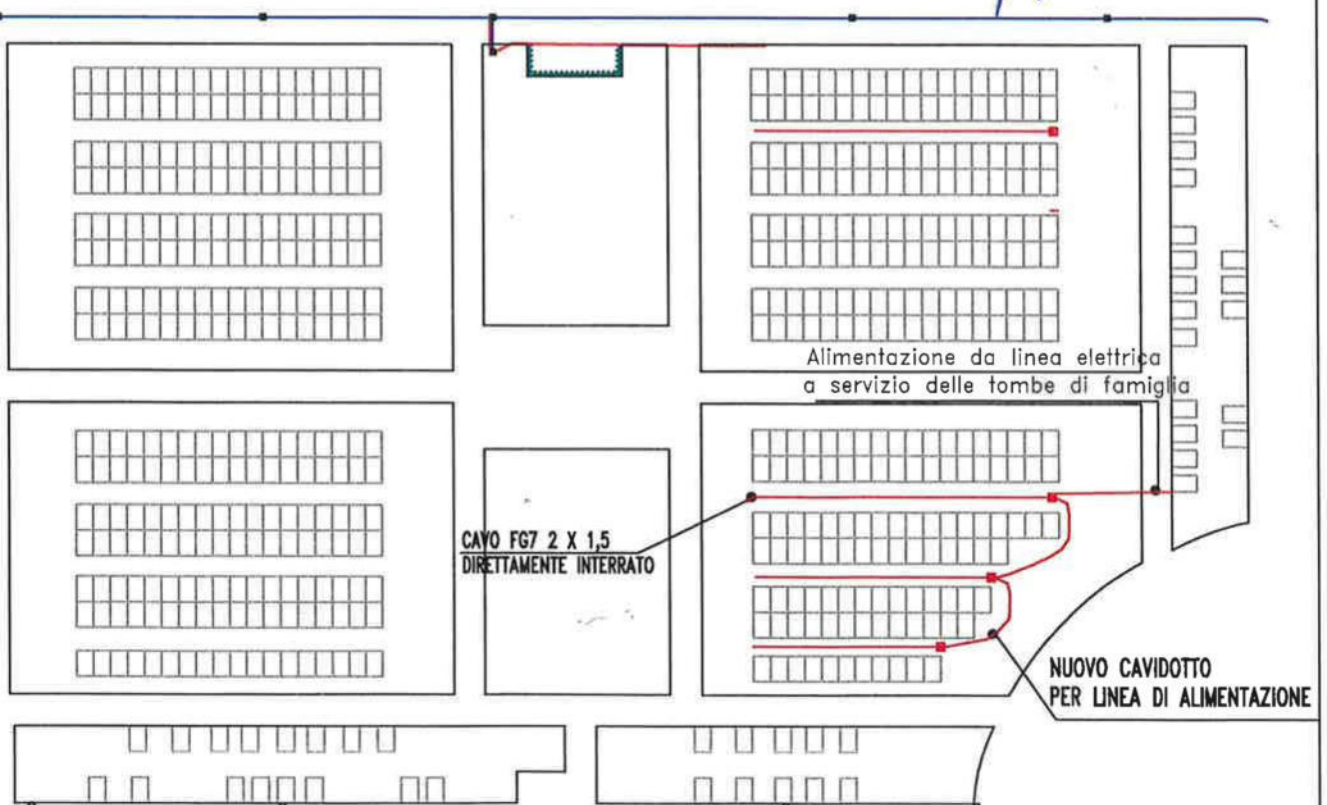 Alimentazione da linea elettrica
a servizio delle tombe di famiglia
CAVO FG7 2 X 1,5
DIRETTAMENTE INTERRATO
NUOVO CAVIDOTTO
PER LINEA DI ALIMENTAZIONE